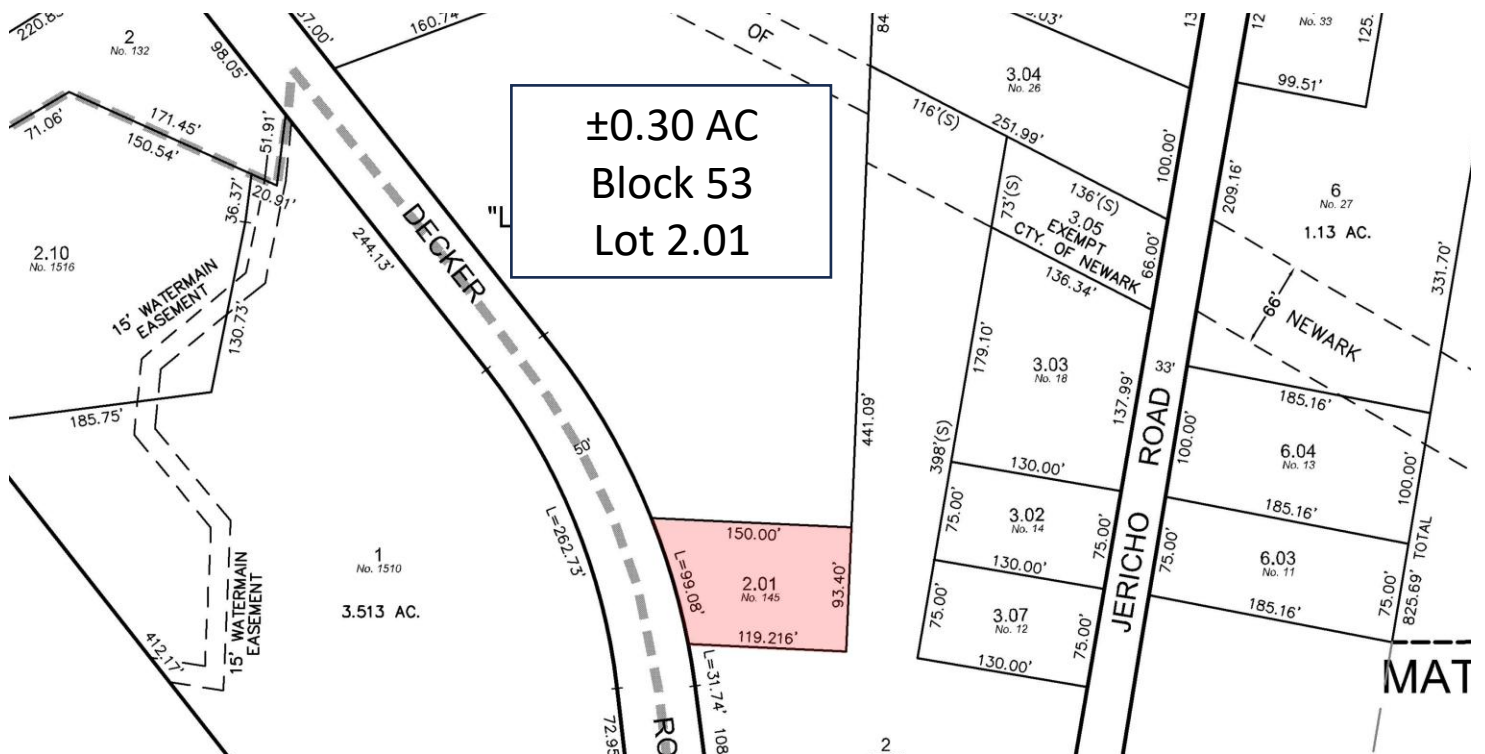 220.8
2
No. 132
98.05'
57.00'
160.74'
OF
84
3.04
No. 26
116'(S)
251.99'
100.00'
13
12
No. 33
125.
99.51'
71.06'
171.45'
150.54'
51.91'
20.91'
36.37'
±0.30 AC
Block 53
Lot 2.01
"L
DECKER
244.13'
2.10
No. 1516
15' WATERMAIN
EASEMENT
130.73'
185.75'
136'(S)
73'(S)
3.05
EXEMPT
CTY. OF NEWARK
136.34'
66.00'
209.16'
6
No. 27
1.13 AC.
331.70'
66'
NEWARK
179.10'
3.03
No. 18
137.99'
33'
ROAD
JERICHO
100.00'
185.16'
6.04
No. 13
100.00'
441.09'
398'(S)
130.00'
50'
L=262.73'
75.00'
3.02
No. 14
75.00'
75.00'
185.16'
6.03
No. 11
75.00'
825.69' TOTAL
150.00'
L=99.08'
2.01
No. 145
93.40'
119.216'
130.00'
75.00'
3.07
No. 12
75.00'
185.16'
130.00'
1
No. 1510
3.513 AC.
15' WATERMAIN
EASEMENT
412.17'
72.95
L=31.74'
108
RO
2
MAT